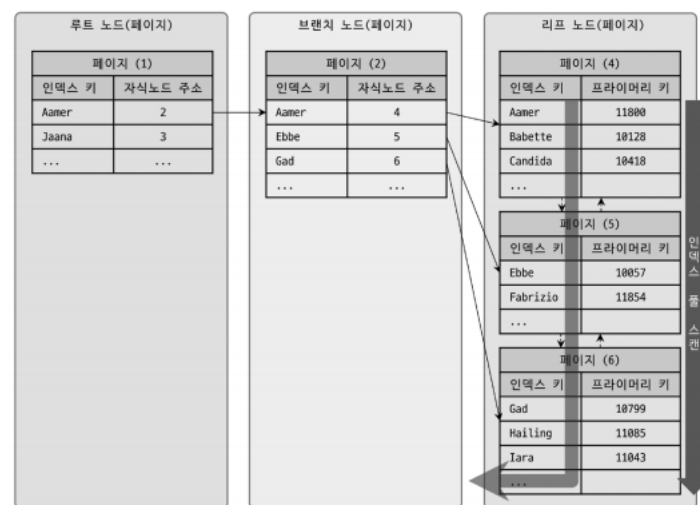 루트 노드(페이지)
페이지 (1)
인덱스 키 자식노드 주소
Aamer 2
Jaana 3
... ...
브랜치 노드(페이지)
페이지 (2)
인덱스 키 자식노드 주소
Aamer 4
Ebbe 5
Gad 6
... ...
리프 노드(페이지)
페이지 (4)
인덱스 키 프라이머리 키
Aamer 11800
Babette 10128
Candida 10418
...
페이지 (5)
인덱스 키 프라이머리 키
Ebbe 10057
Fabrizio 11854
...
페이지 (6)
인덱스 키 프라이머리 키
Gad 10799
Hailing 11085
Iara 11043
...
인덱스 풀 스캔